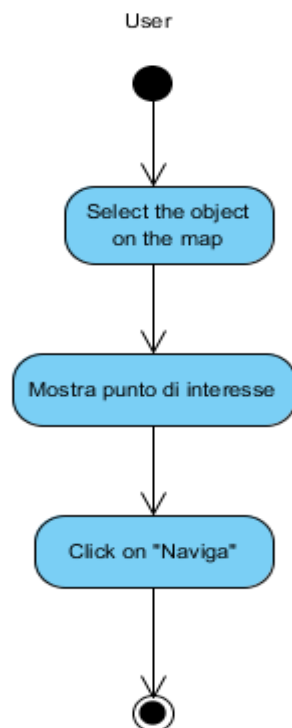 User
Select the object
on the map
Mostra punto di interesse
Click on "Naviga"